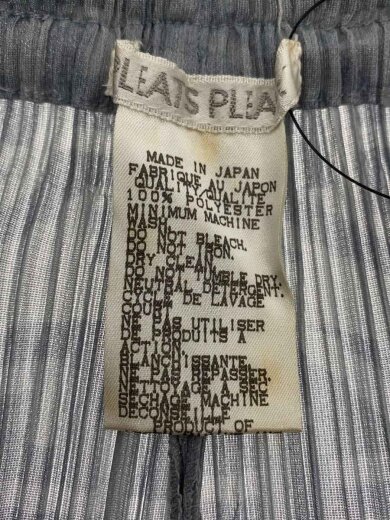 PLEATS PLEA
MADE IN JAPAN
FABRIQUE
QUALITY AU JAPON
100% QUALITE
POLYESTER
MINIMUM MACHINE
WASH.
DO NOT BLEACH.
DO NOT IRON.
DRY CLEAN
DO NOT TUMBLE DRY.
NEUTRAL DETERGENT.
CYCLE DE LAVAGE
COURT
NE PAS UTILISER
DE PRODUITS A
ACTION
BLANCHISSANTE.
NE PAS REPASSER.
NETTOYAGE A SEC
SECHAGE MACHINE
DECONSEILLE
PRODUCT OF